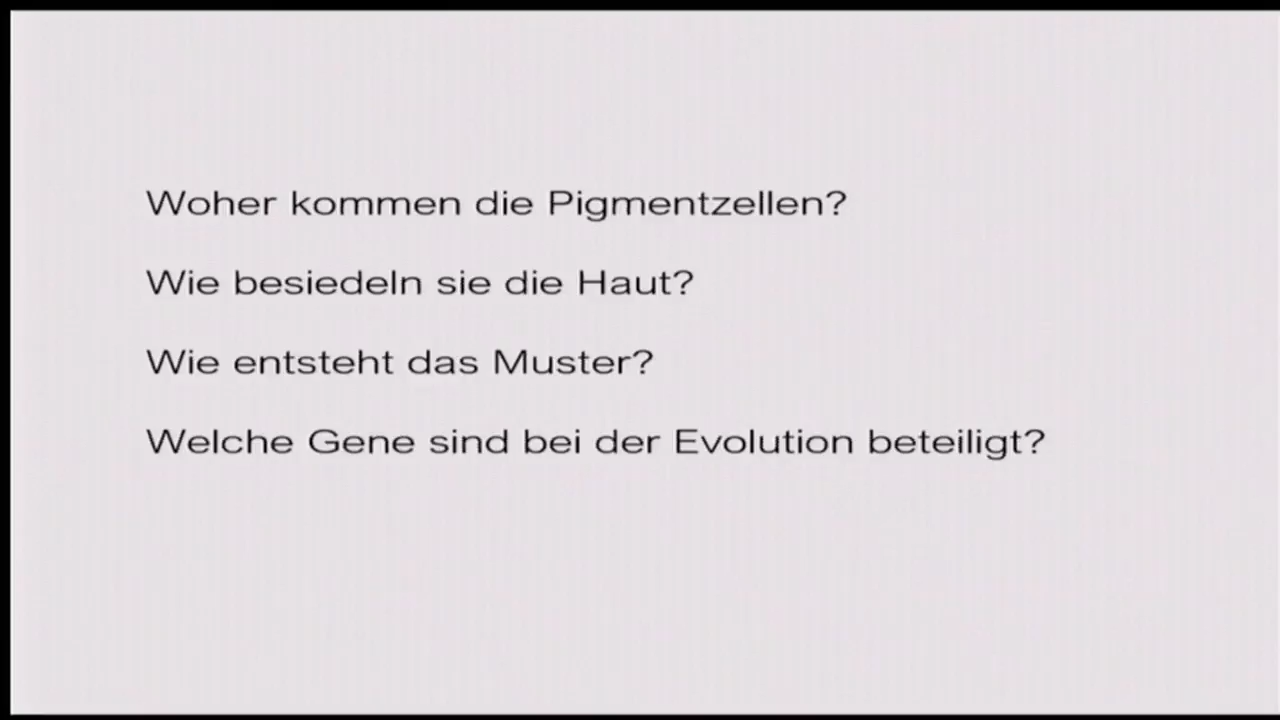 Woher kommen die Pigmentzellen?
Wie besiedeln sie die Haut?
Wie entsteht das Muster?
Welche Gene sind bei der Evolution beteiligt?